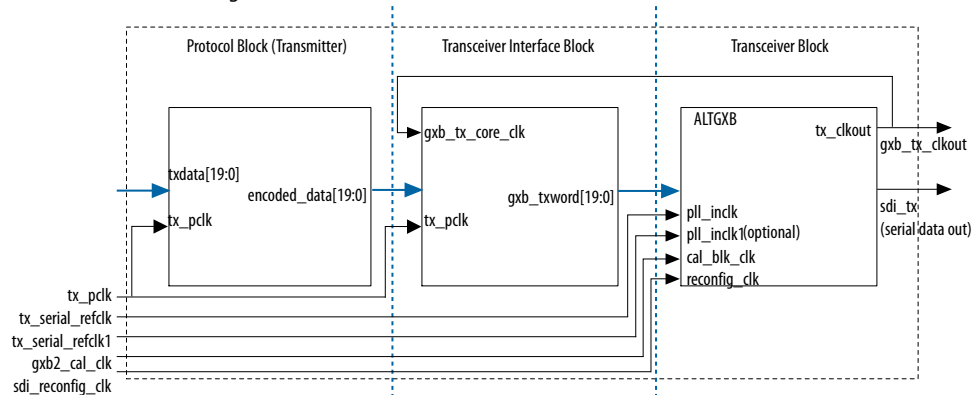 Protocol Block (Transmitter)
Transceiver Interface Block
Transceiver Block
ALTGXB
tx_clkout
gxb_tx_clkout
gxb_tx_core_clk
txdata[19:0]
encoded_data[19:0]
gxb_txword[19:0]
sdi_tx
(serial data out)
tx_pclk
tx_pclk
pll_inclk
pll_inclk1(optional)
cal_blk_clk
reconfig_clk
tx_pclk
tx_serial_refclk
tx_serial_refclk1
gxb2_cal_clk
sdi_reconfig_clk